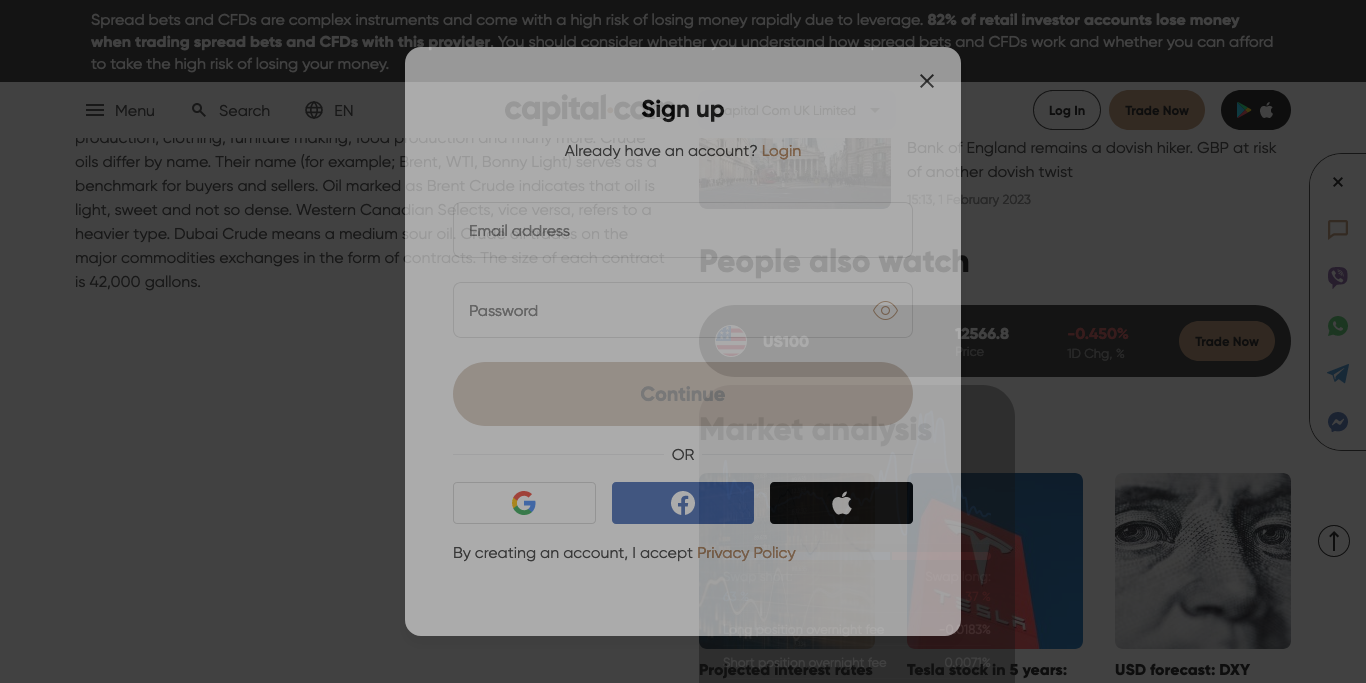 Spread bets and CFDs are complex instruments and come with a high risk of losing money rapidly due to leverage. 82% of retail investor accounts lose money
when trading spread bets and CFDs with this provider. You should consider whether you understand how spread bets and CFDs work and whether you can afford
to take the high risk of losing your money.
Menu
Search
EN
capital.com
Capital Com UK Limited
Log In
Trade Now
Sign up
Already have an account? Login
Email address
Password
Continue
OR
By creating an account, I accept Privacy Policy
production, clothing, furniture making, food production and many more. Crude
oils differ by name. Their name (for example; Brent, WTI, Bonny Light) serves as a
benchmark for buyers and sellers. Oil marked as Brent Crude indicates that oil is
light, sweet and not so dense. Western Canadian Selects, vice versa, refers to a
heavier type. Dubai Crude means a medium sour oil. Crude oil trades on the
major commodities exchanges in the form of contracts. The size of each contract
is 42,000 gallons.
Bank of England remains a dovish hiker. GBP at risk
of another dovish twist
15:13, 1 February 2023
People also watch
US100
12566.8
Price
-0.450%
1D Chg, %
Trade Now
Market analysis
TESLA
Long position overnight fee
-0.0183%
Short position overnight fee
0.0071%
Projected interest rates
Tesla stock in 5 years:
USD forecast: DXY